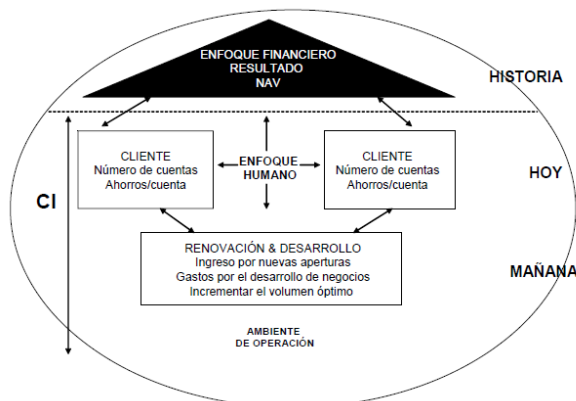 ENFOQUE FINANCIERO
RESULTADO
NAV
HISTORIA
CLIENTE
Número de cuentas
Ahorros/cuenta
ENFOQUE
HUMANO
CLIENTE
Número de cuentas
Ahorros/cuenta
HOY
CI
RENOVACIÓN & DESARROLLO
Ingreso por nuevas aperturas
Gastos por el desarrollo de negocios
Incrementar el volumen óptimo
MAÑANA
AMBIENTE
DE OPERACIÓN